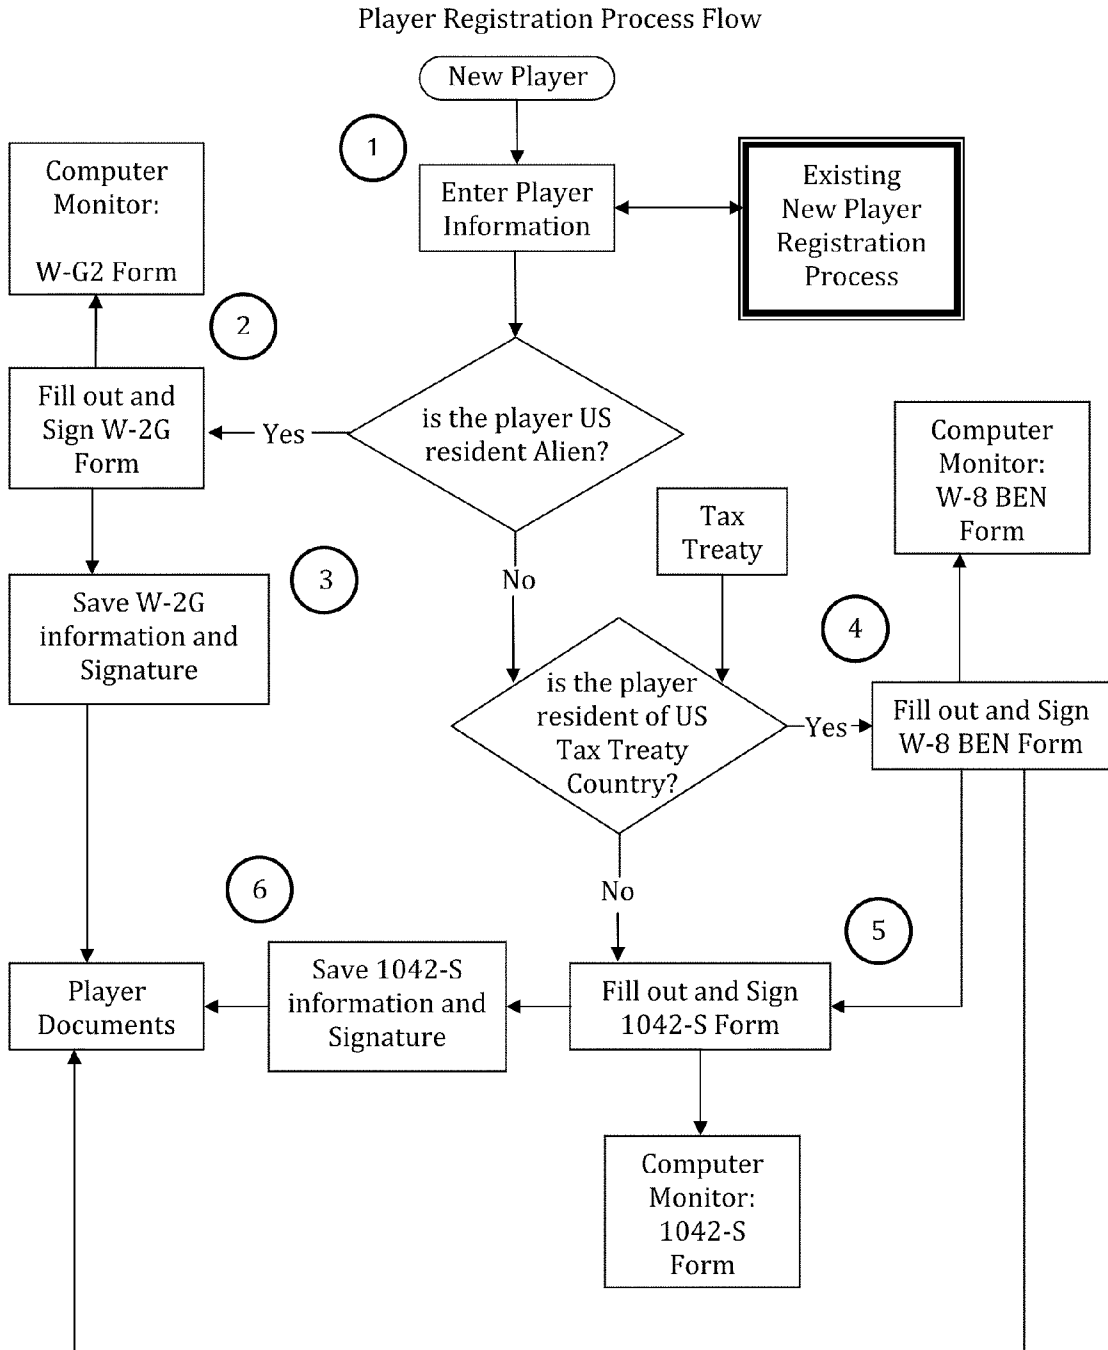 Player Registration Process Flow
New Player
1
Enter Player
Information
Existing
New Player
Registration
Process
Computer
Monitor:
W-G2 Form
2
Fill out and
Sign W-2G
Form
Yes
is the player US
resident Alien?
Computer
Monitor:
W-8 BEN
Form
Tax
Treaty
No
3
Save W-2G
information and
Signature
4
is the player
resident of US
Tax Treaty
Country?
Yes
Fill out and Sign
W-8 BEN Form
No
6
5
Player
Documents
Save 1042-S
information and
Signature
Fill out and Sign
1042-S Form
Computer
Monitor:
1042-S
Form